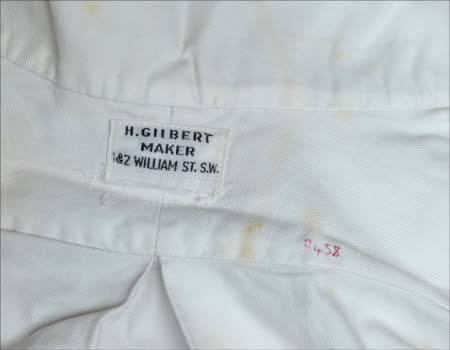 H.GILBERT
MAKER
1&2 WILLIAM ST. S.W.
C458